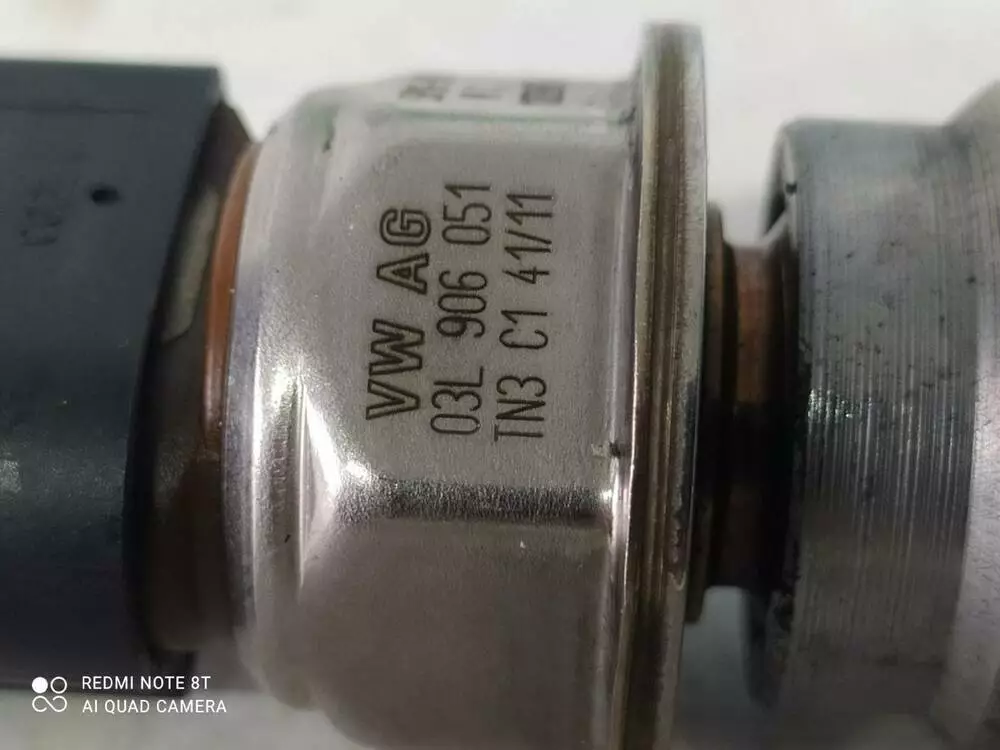 VW AG
03L 906 051
TN3 C1 41/11
REDMI NOTE 8T
AI QUAD CAMERA